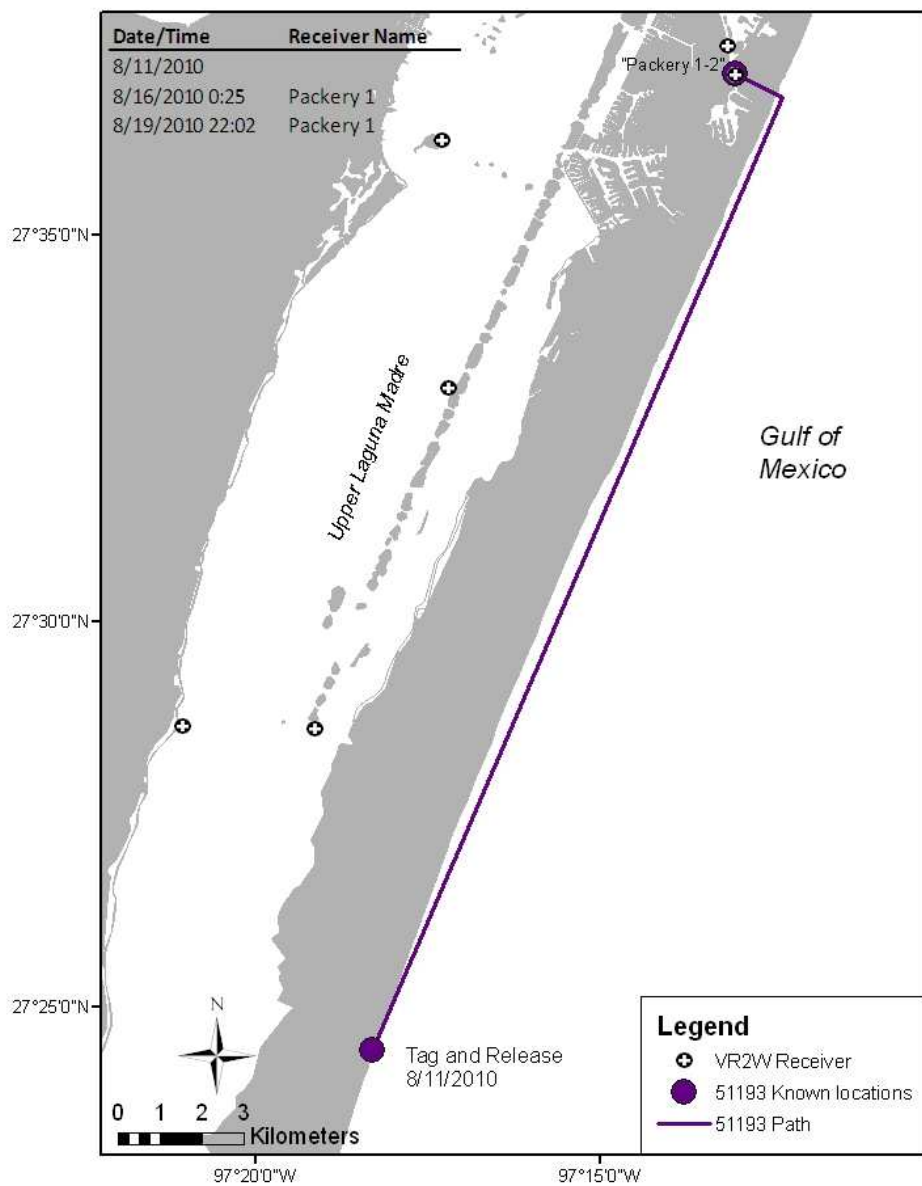 Date/Time Receiver Name
8/11/2010
8/16/2010 0:25 Packery 1
8/19/2010 22:02 Packery 1
"Packery 1-2"
27°35'0"N
Upper Laguna Madre
Gulf of
Mexico
27°30'0"N
27°25'0"N
N
Tag and Release
8/11/2010
0 1 2 3
Kilometers
Legend
VR2W Receiver
51193 Known locations
51193 Path
97°20'0"W 97°15'0"W